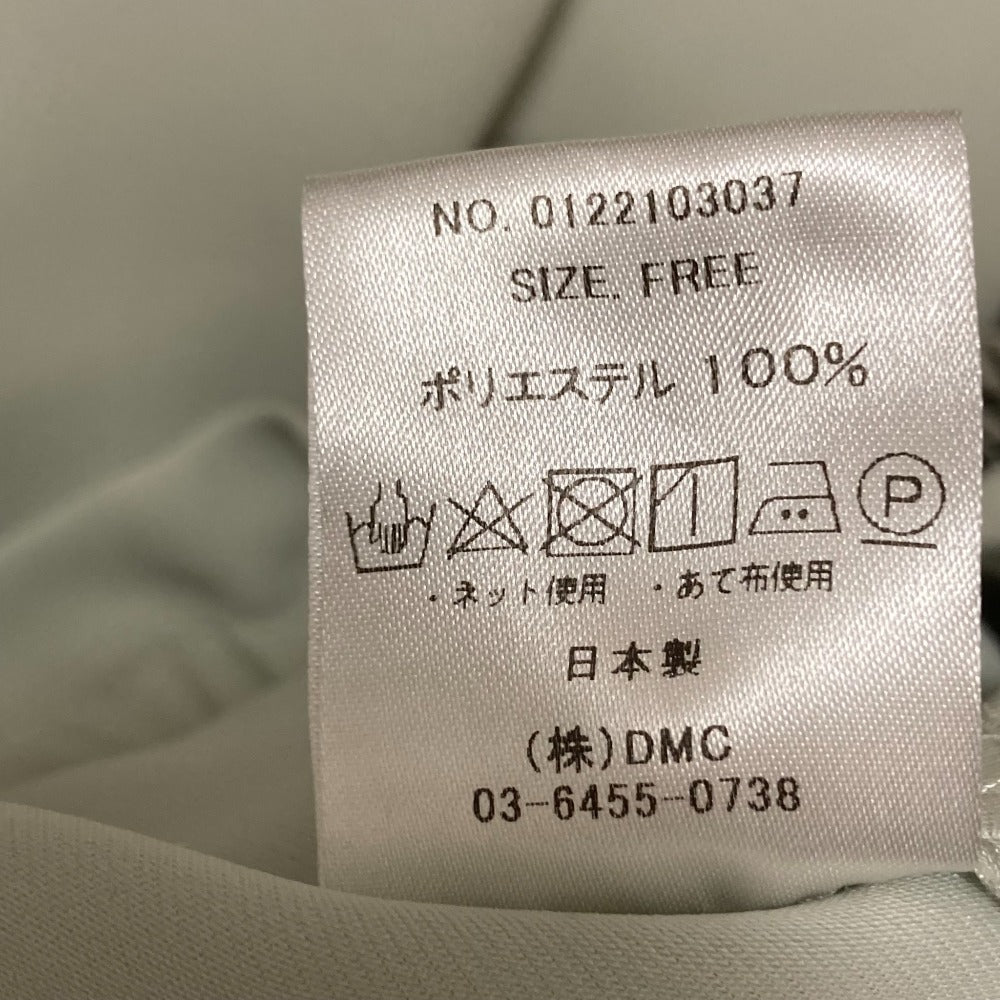 NO. 0122103037
SIZE. FREE
ポリエステル 100%
P
・ネット使用 ・あて布使用
日本製
(株)DMC
03-6455-0738